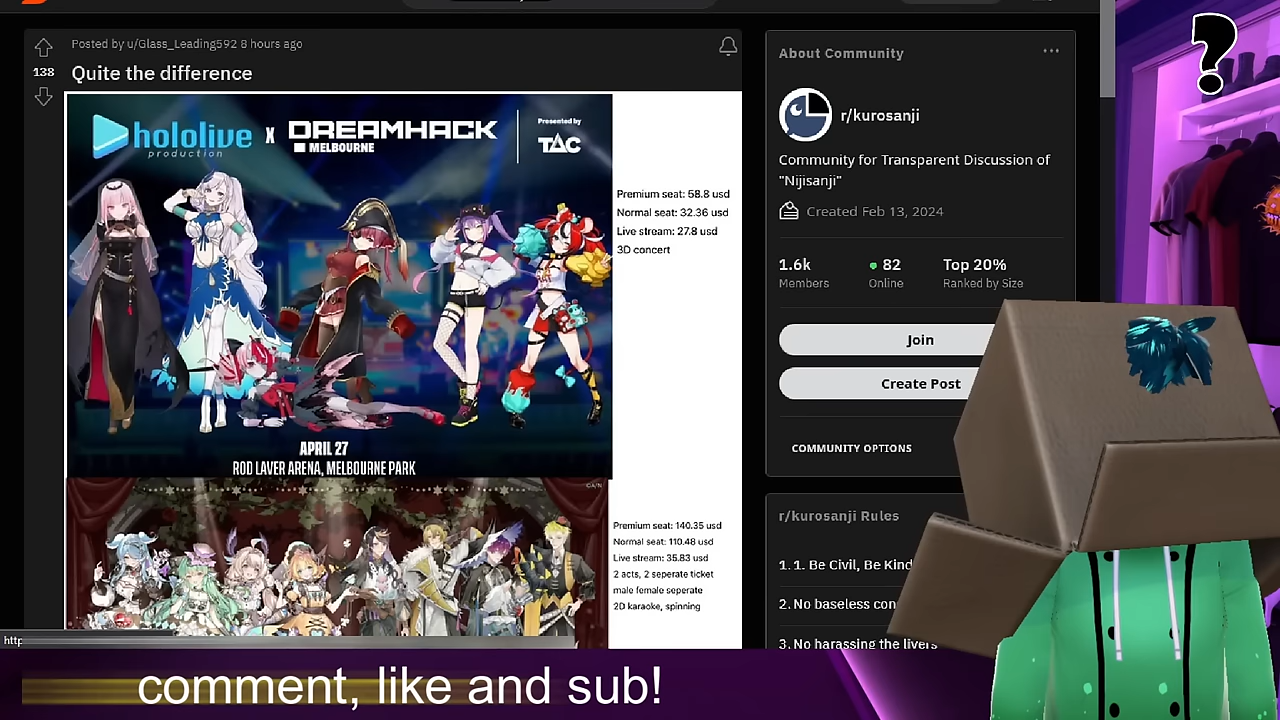 Posted by u/Glass_Leading592 8 hours ago
138
Quite the difference
hololive
production
X
DREAMHACK
MELBOURNE
Presented by
TAC
Premium seat: 58.8 usd
Normal seat: 32.36 usd
Live stream: 27.8 usd
3D concert
APRIL 27
ROD LAVER ARENA, MELBOURNE PARK
Premium seat: 140.35 usd
Normal seat: 110.48 usd
Live stream: 35.83 usd
2 acts, 2 seperate ticket
male female seperate
2D karaoke, spinning
About Community
r/kurosanji
Community for Transparent Discussion of
"Nijisanji"
Created Feb 13, 2024
1.6k 82 Top 20%
Members Online Ranked by Size
Join
Create Post
COMMUNITY OPTIONS
r/kurosanji Rules
1. 1. Be Civil, Be Kind
2. No baseless con
3. No harassing the livers
http
comment, like and sub!
?